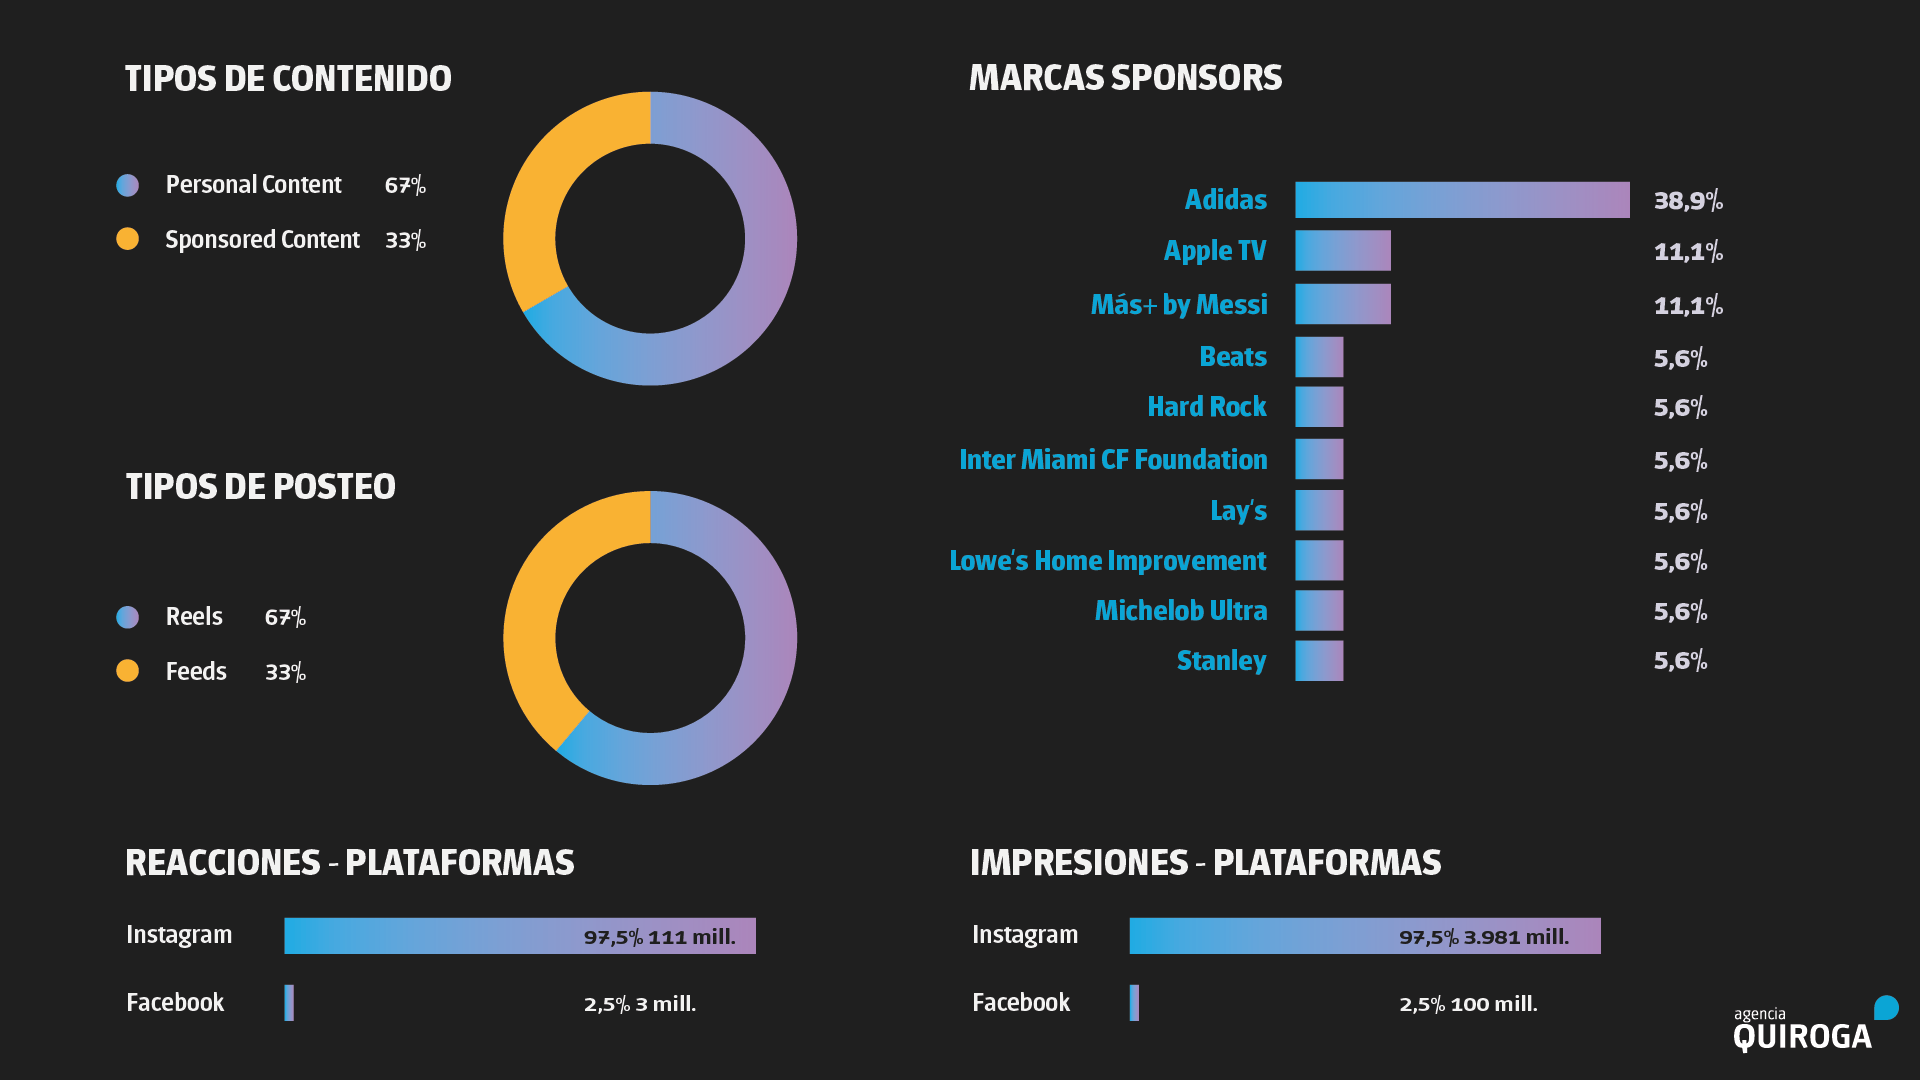 TIPOS DE CONTENIDO
Personal Content 67%
Sponsored Content 33%
TIPOS DE POSTEO
Reels 67%
Feeds 33%
MARCAS SPONSORS
Adidas 38,9%
Apple TV 11,1%
Más+ by Messi 11,1%
Beats 5,6%
Hard Rock 5,6%
Inter Miami CF Foundation 5,6%
Lay's 5,6%
Lowe's Home Improvement 5,6%
Michelob Ultra 5,6%
Stanley 5,6%
REACCIONES - PLATAFORMAS
Instagram 97,5% 111 mill.
Facebook 2,5% 3 mill.
IMPRESIONES - PLATAFORMAS
Instagram 97,5% 3.981 mill.
Facebook 2,5% 100 mill.
agencia
QUIROGA